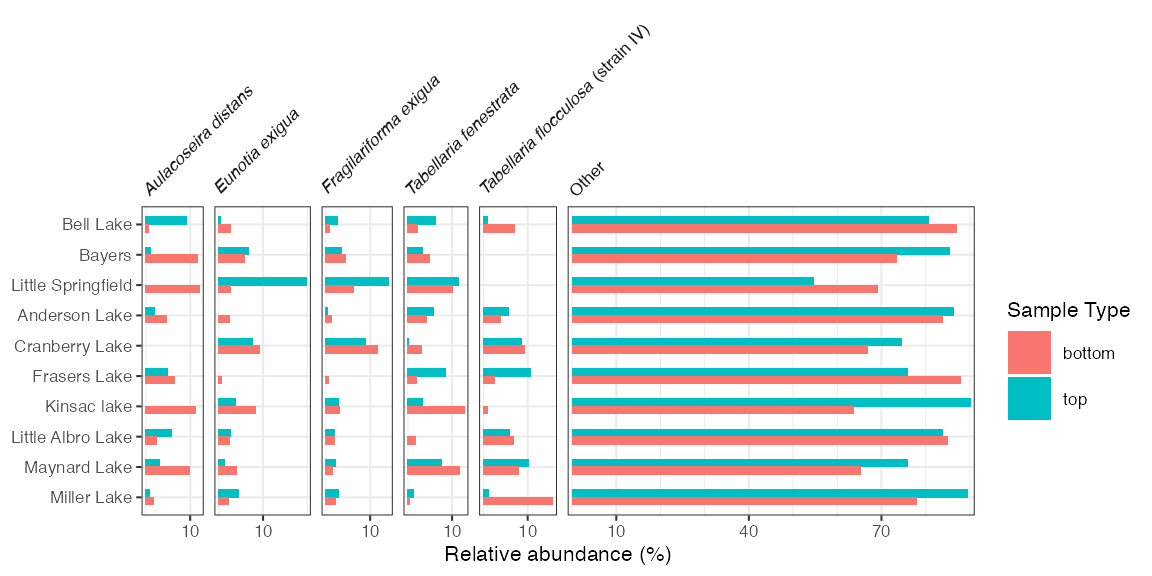 Aulacoseira distans
Eunotia exigua
Fragilariforma exigua
Tabellaria fenestrata
Tabellaria flocculosa (strain IV)
Other
Bell Lake
Bayers
Little Springfield
Anderson Lake
Cranberry Lake
Frasers Lake
Kinsac lake
Little Albro Lake
Maynard Lake
Miller Lake
10 10 10 10 10 10 40 70
Relative abundance (%)
Sample Type
bottom
top